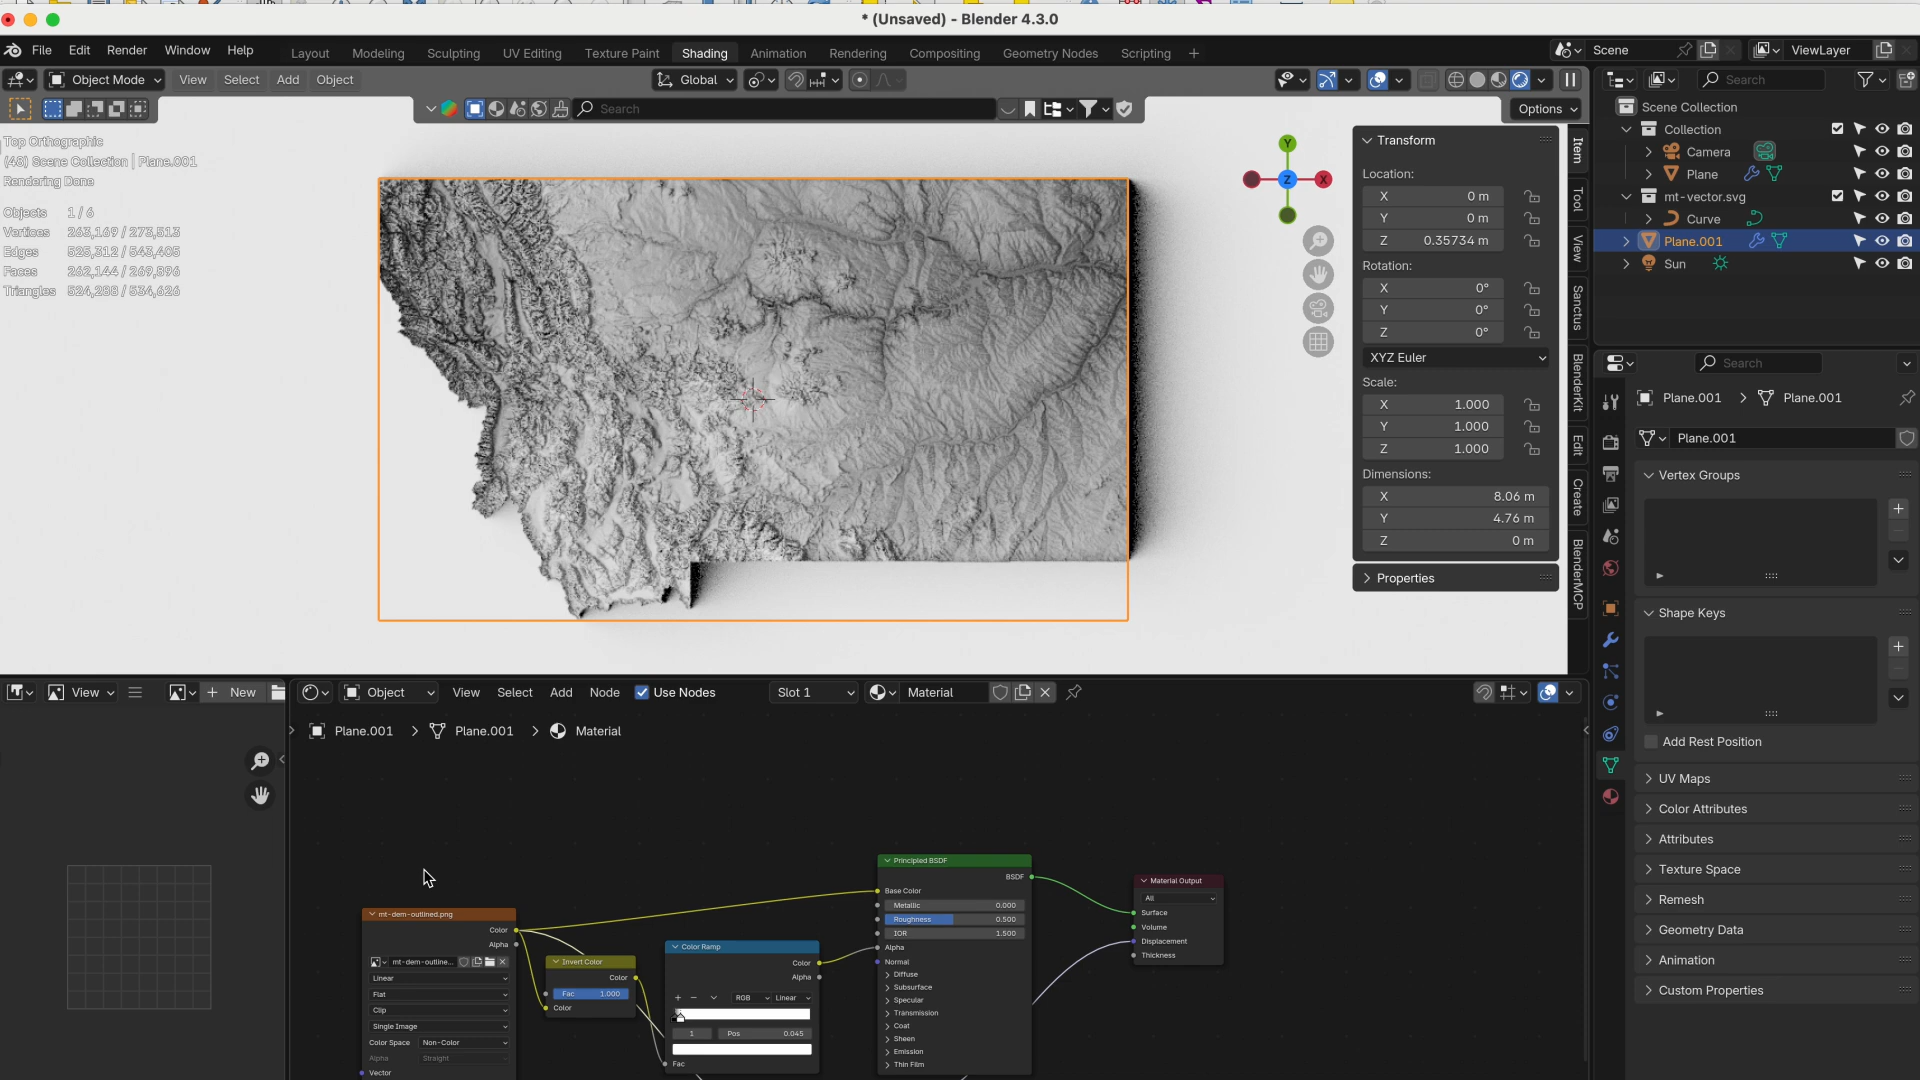 * (Unsaved) - Blender 4.3.0
File Edit Render Window Help
Layout Modeling Sculpting UV Editing Texture Paint Shading Animation Rendering Compositing Geometry Nodes Scripting
Scene
ViewLayer
Object Mode View Select Add Object
Global
Search
Search
Options
Top Orthographic
(48) Scene Collection | Plane.001
Rendering Done
Objects 1 / 6
Vertices 263,169 / 273,513
Edges 525,312 / 543,405
Faces 262,144 / 269,896
Triangles 524,288 / 534,626
Y
Z
X
Transform
Location:
X 0 m
Y 0 m
Z 0.35734 m
Rotation:
X 0°
Y 0°
Z 0°
XYZ Euler
Scale:
X 1.000
Y 1.000
Z 1.000
Dimensions:
X 8.06 m
Y 4.76 m
Z 0 m
Properties
Item
Tool
View
Sanctus
BlenderKit
Edit
Create
BlenderMCP
Scene Collection
Collection
Camera
Plane
mt-vector.svg
Curve
Plane.001
Sun
Search
Plane.001 > Plane.001
Plane.001
Vertex Groups
Shape Keys
Add Rest Position
UV Maps
Color Attributes
Attributes
Texture Space
Remesh
Geometry Data
Animation
Custom Properties
View
New
Object View Select Add Node Use Nodes
Slot 1
Material
Plane.001 > Plane.001 > Material
mt-dem-outlined.png
Color
Alpha
mt-dem-outline...
Linear
Flat
Clip
Single Image
Color Space Non-Color
Alpha Straight
Vector
Invert Color
Color
Fac 1.000
Color
Color Ramp
Color
Alpha
RGB Linear
1 Pos 0.045
Fac
Principled BSDF
BSDF
Base Color
Metallic 0.000
Roughness 0.500
IOR 1.500
Alpha
Normal
Diffuse
Subsurface
Specular
Transmission
Coat
Sheen
Emission
Thin Film
Material Output
All
Surface
Volume
Displacement
Thickness